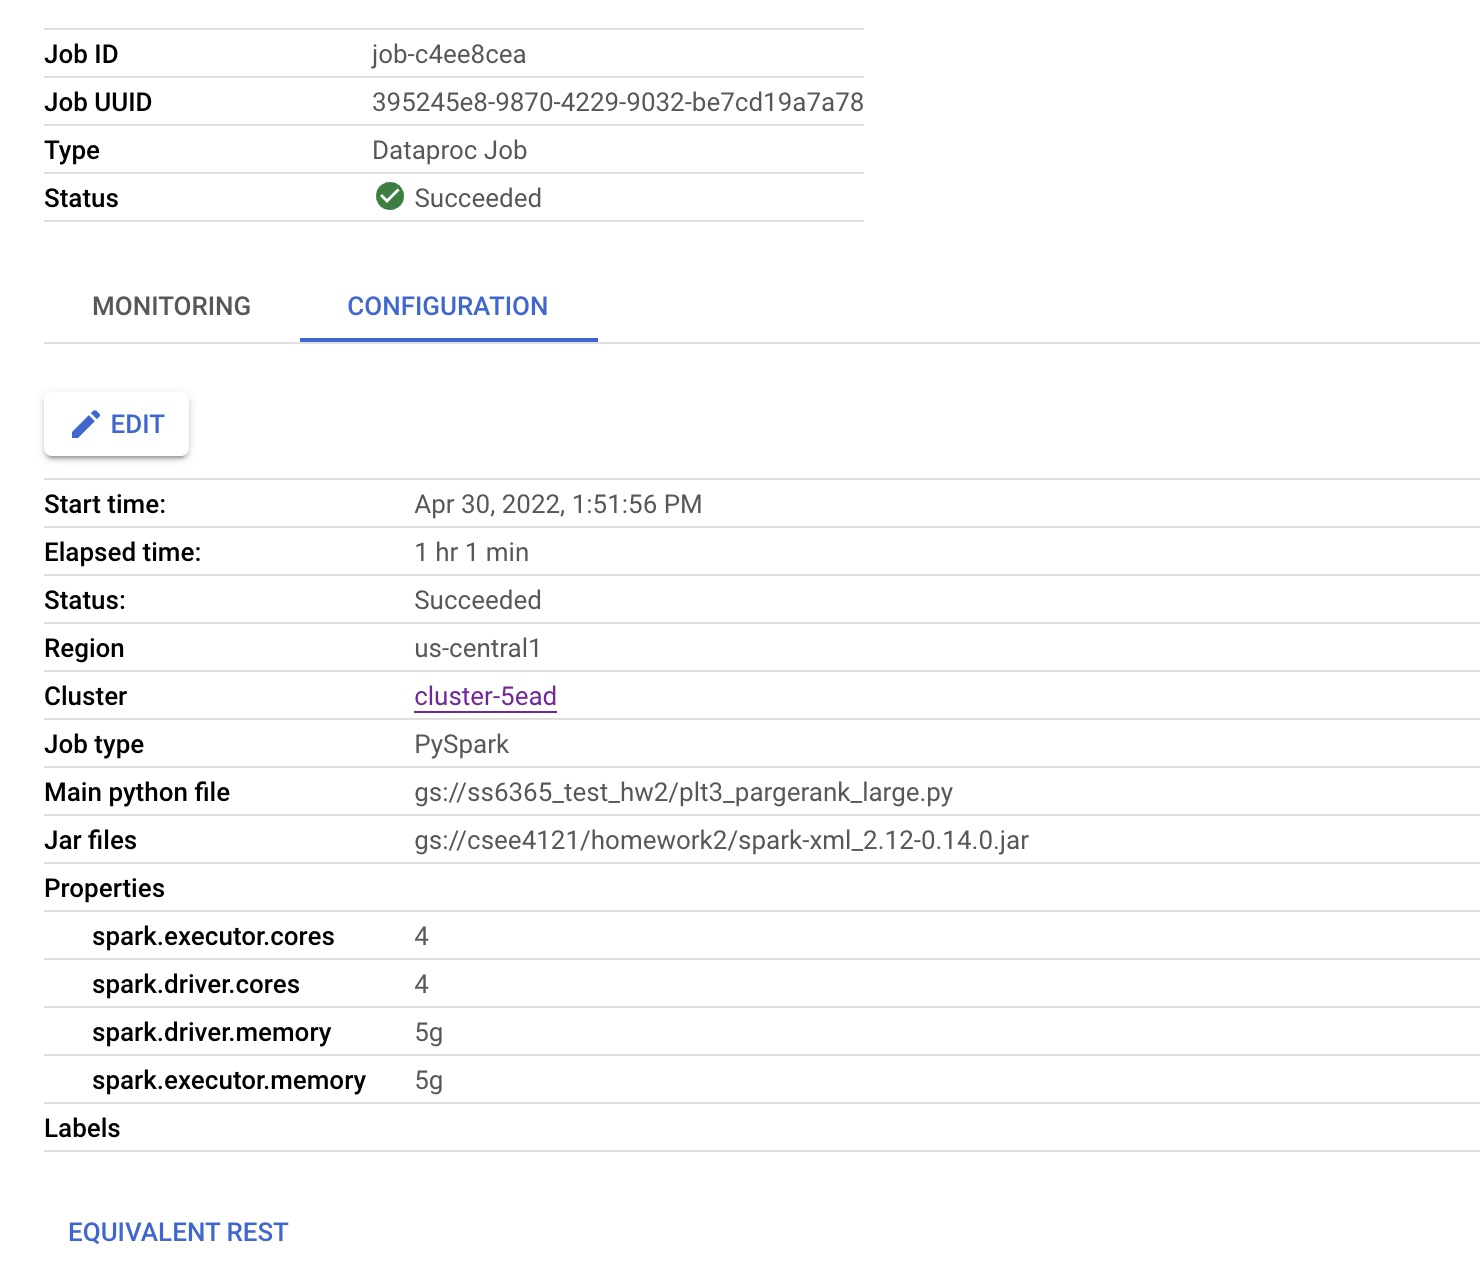 Job ID job-c4ee8cea
Job UUID 395245e8-9870-4229-9032-be7cd19a7a78
Type Dataproc Job
Status Succeeded
MONITORING CONFIGURATION
EDIT
Start time: Apr 30, 2022, 1:51:56 PM
Elapsed time: 1 hr 1 min
Status: Succeeded
Region us-central1
Cluster cluster-5ead
Job type PySpark
Main python file gs://ss6365_test_hw2/plt3_pargerank_large.py
Jar files gs://csee4121/homework2/spark-xml_2.12-0.14.0.jar
Properties
spark.executor.cores 4
spark.driver.cores 4
spark.driver.memory 5g
spark.executor.memory 5g
Labels
EQUIVALENT REST